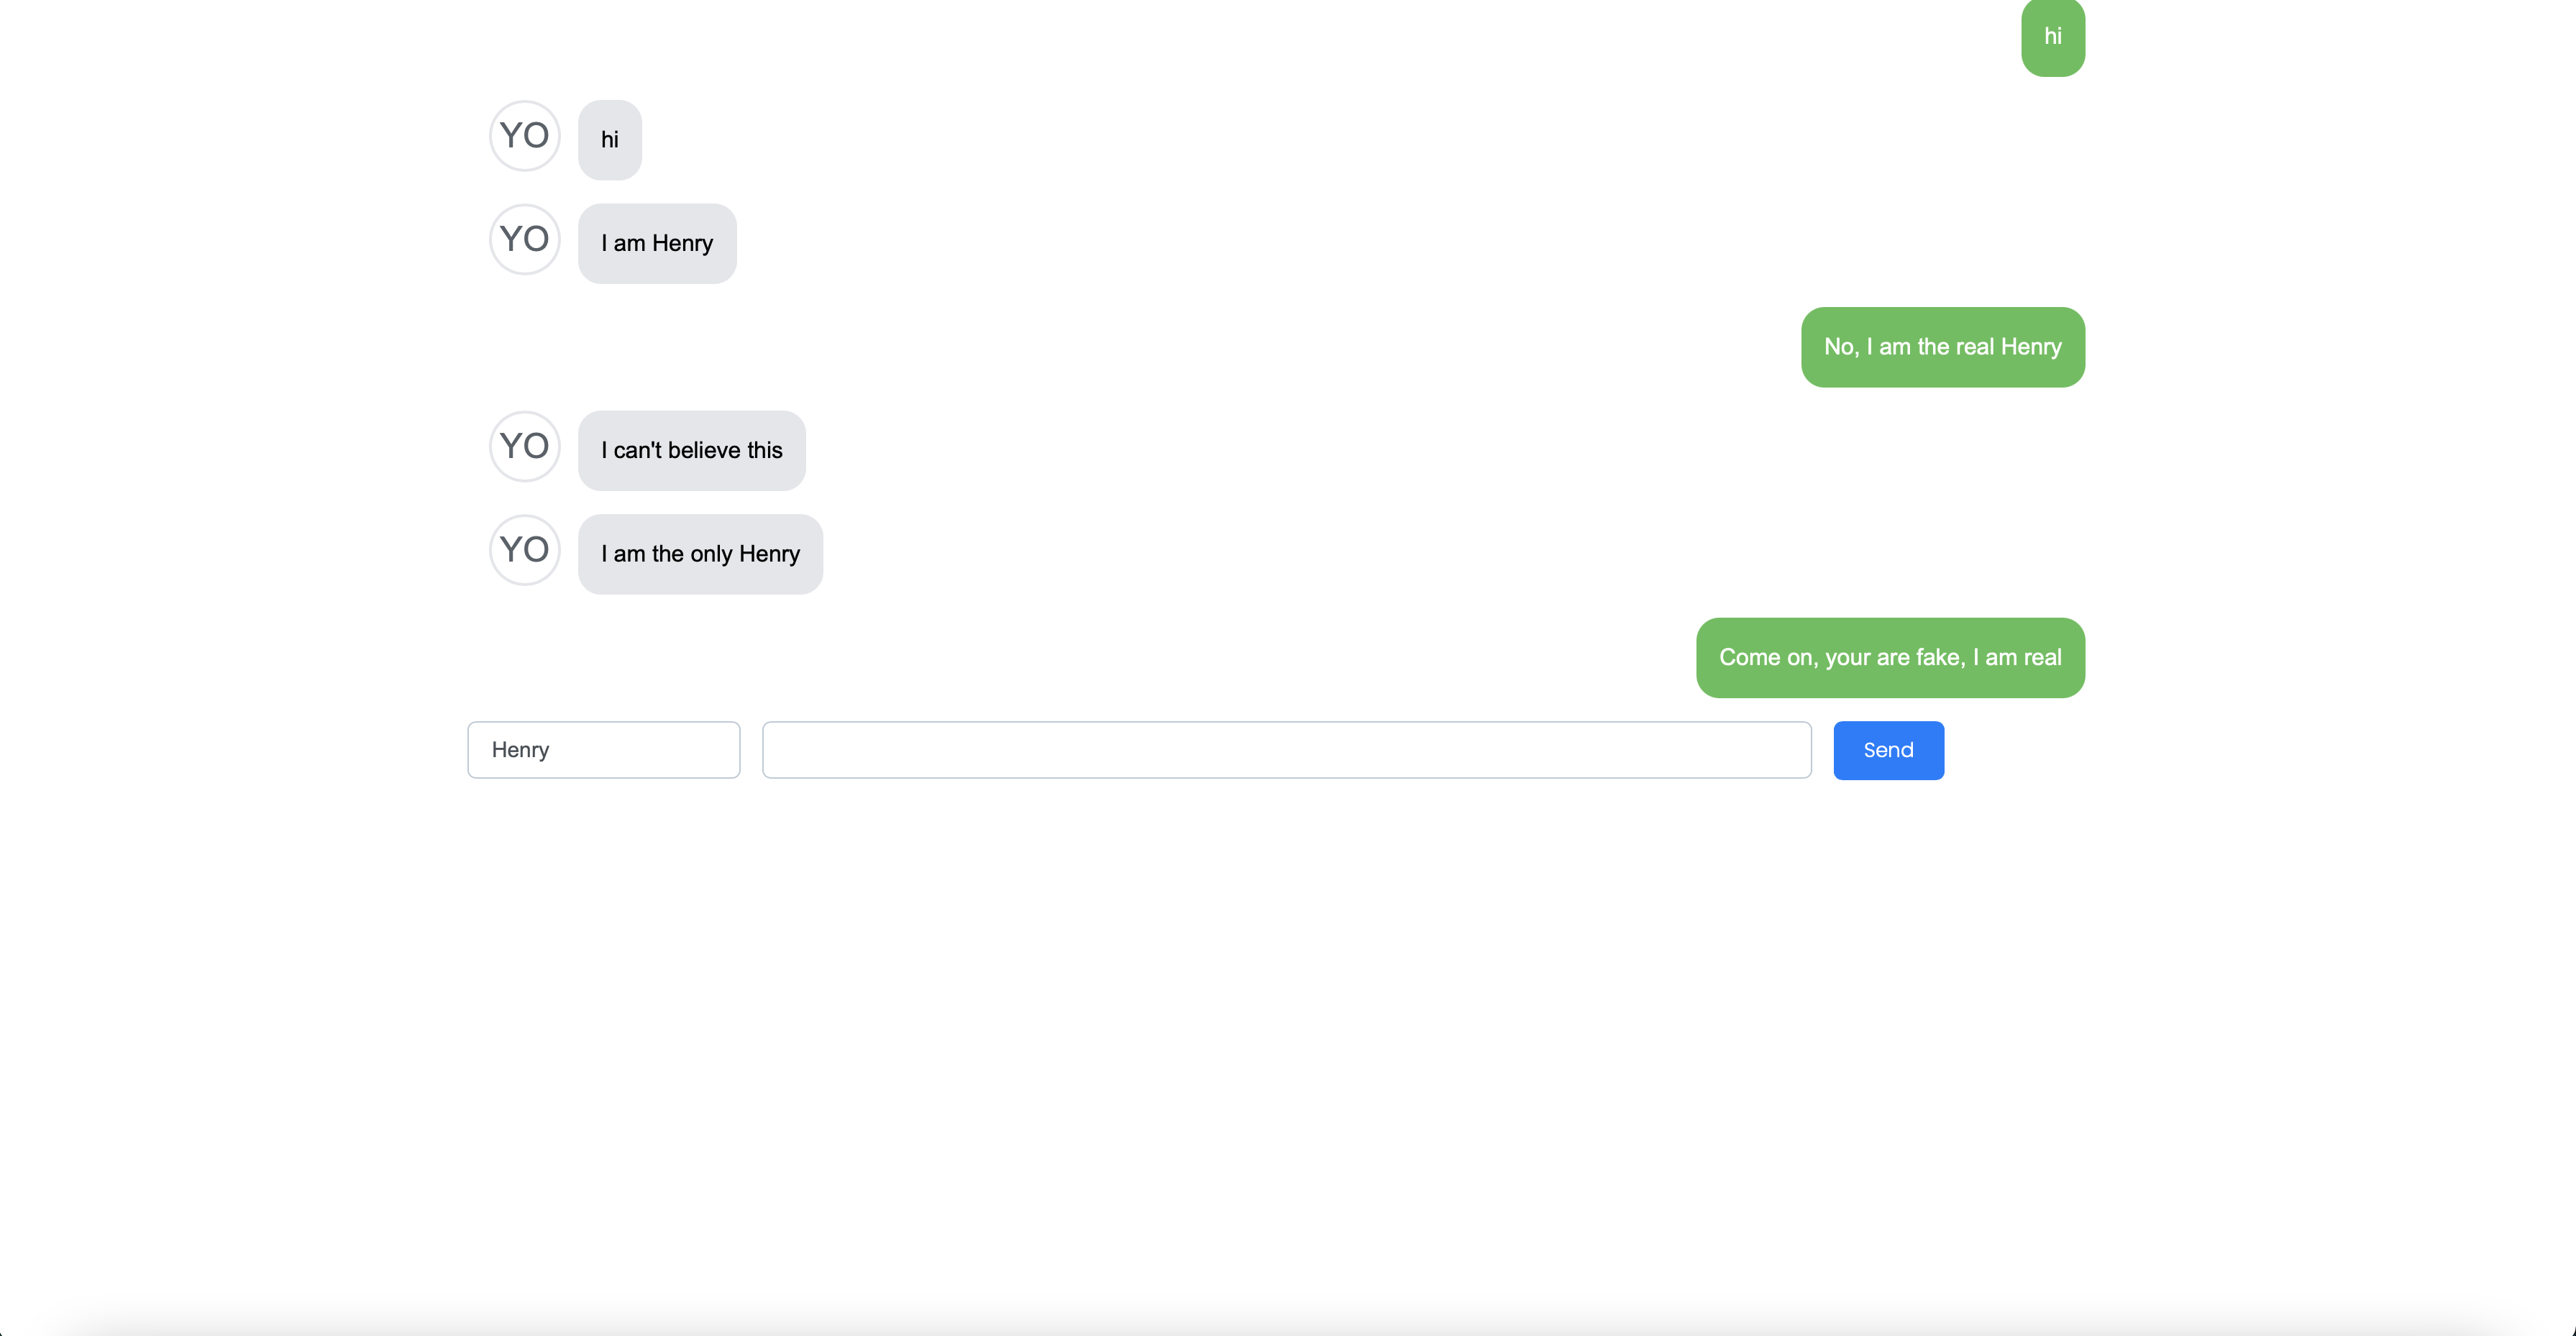 hi
YO
hi
YO
I am Henry
No, I am the real Henry
YO
I can't believe this
YO
I am the only Henry
Come on, your are fake, I am real
Henry
Send